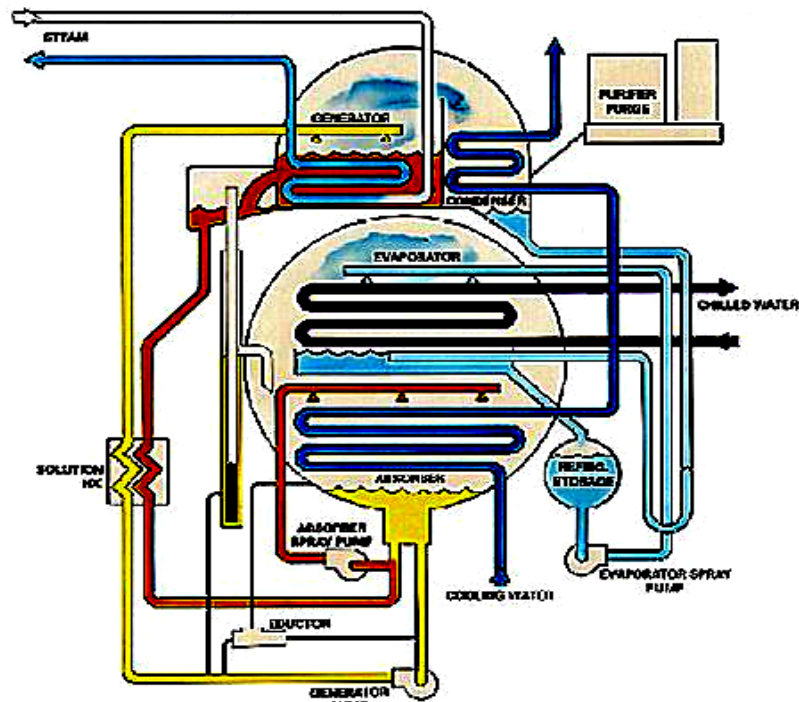 STEAM
GENERATOR
PURIFIER
PURGE
CONDENSER
EVAPORATOR
CHILLED WATER
SOLUTION
HX
REFRIG.
STORAGE
ABSORBER
ABSORBER
SPRAY PUMP
COOLING WATER
EVAPORATOR SPRAY
PUMP
EDUCTOR
GENERATOR